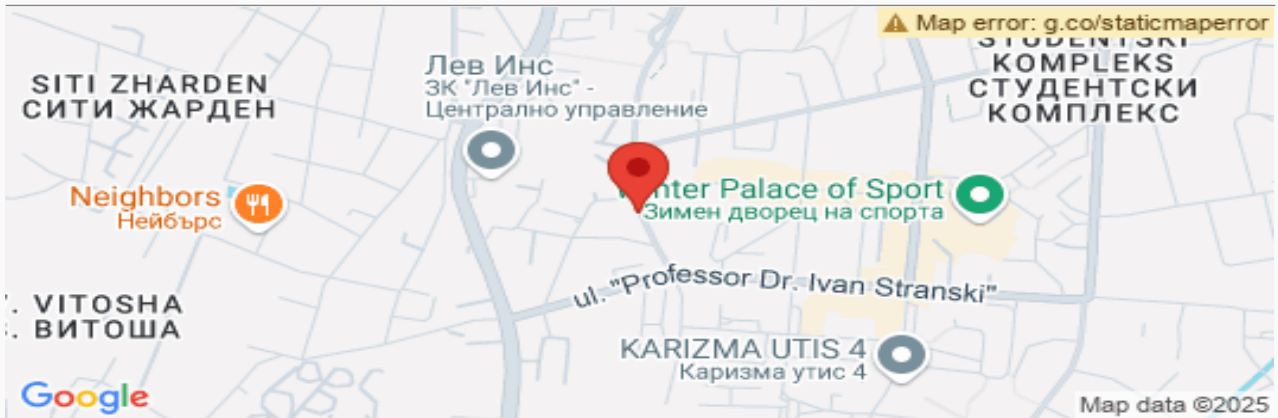 Map error: g.co/staticmaperror
STUDENTSKI
KOMPLEKS
СТУДЕНТСКИ
КОМПЛЕКС
SITI ZHARDEN
СИТИ ЖАРДЕН
Лев Инс
ЗК "Лев Инс" -
Централно управление
Neighbors
Нейбърс
nter Palace of Sport
Зимен дворец на спорта
ul. "Professor Dr. Ivan Stranski"
VITOSHA
ВИТОША
KARIZMA UTIS 4
Каризма утис 4
Google
Map data ©2025